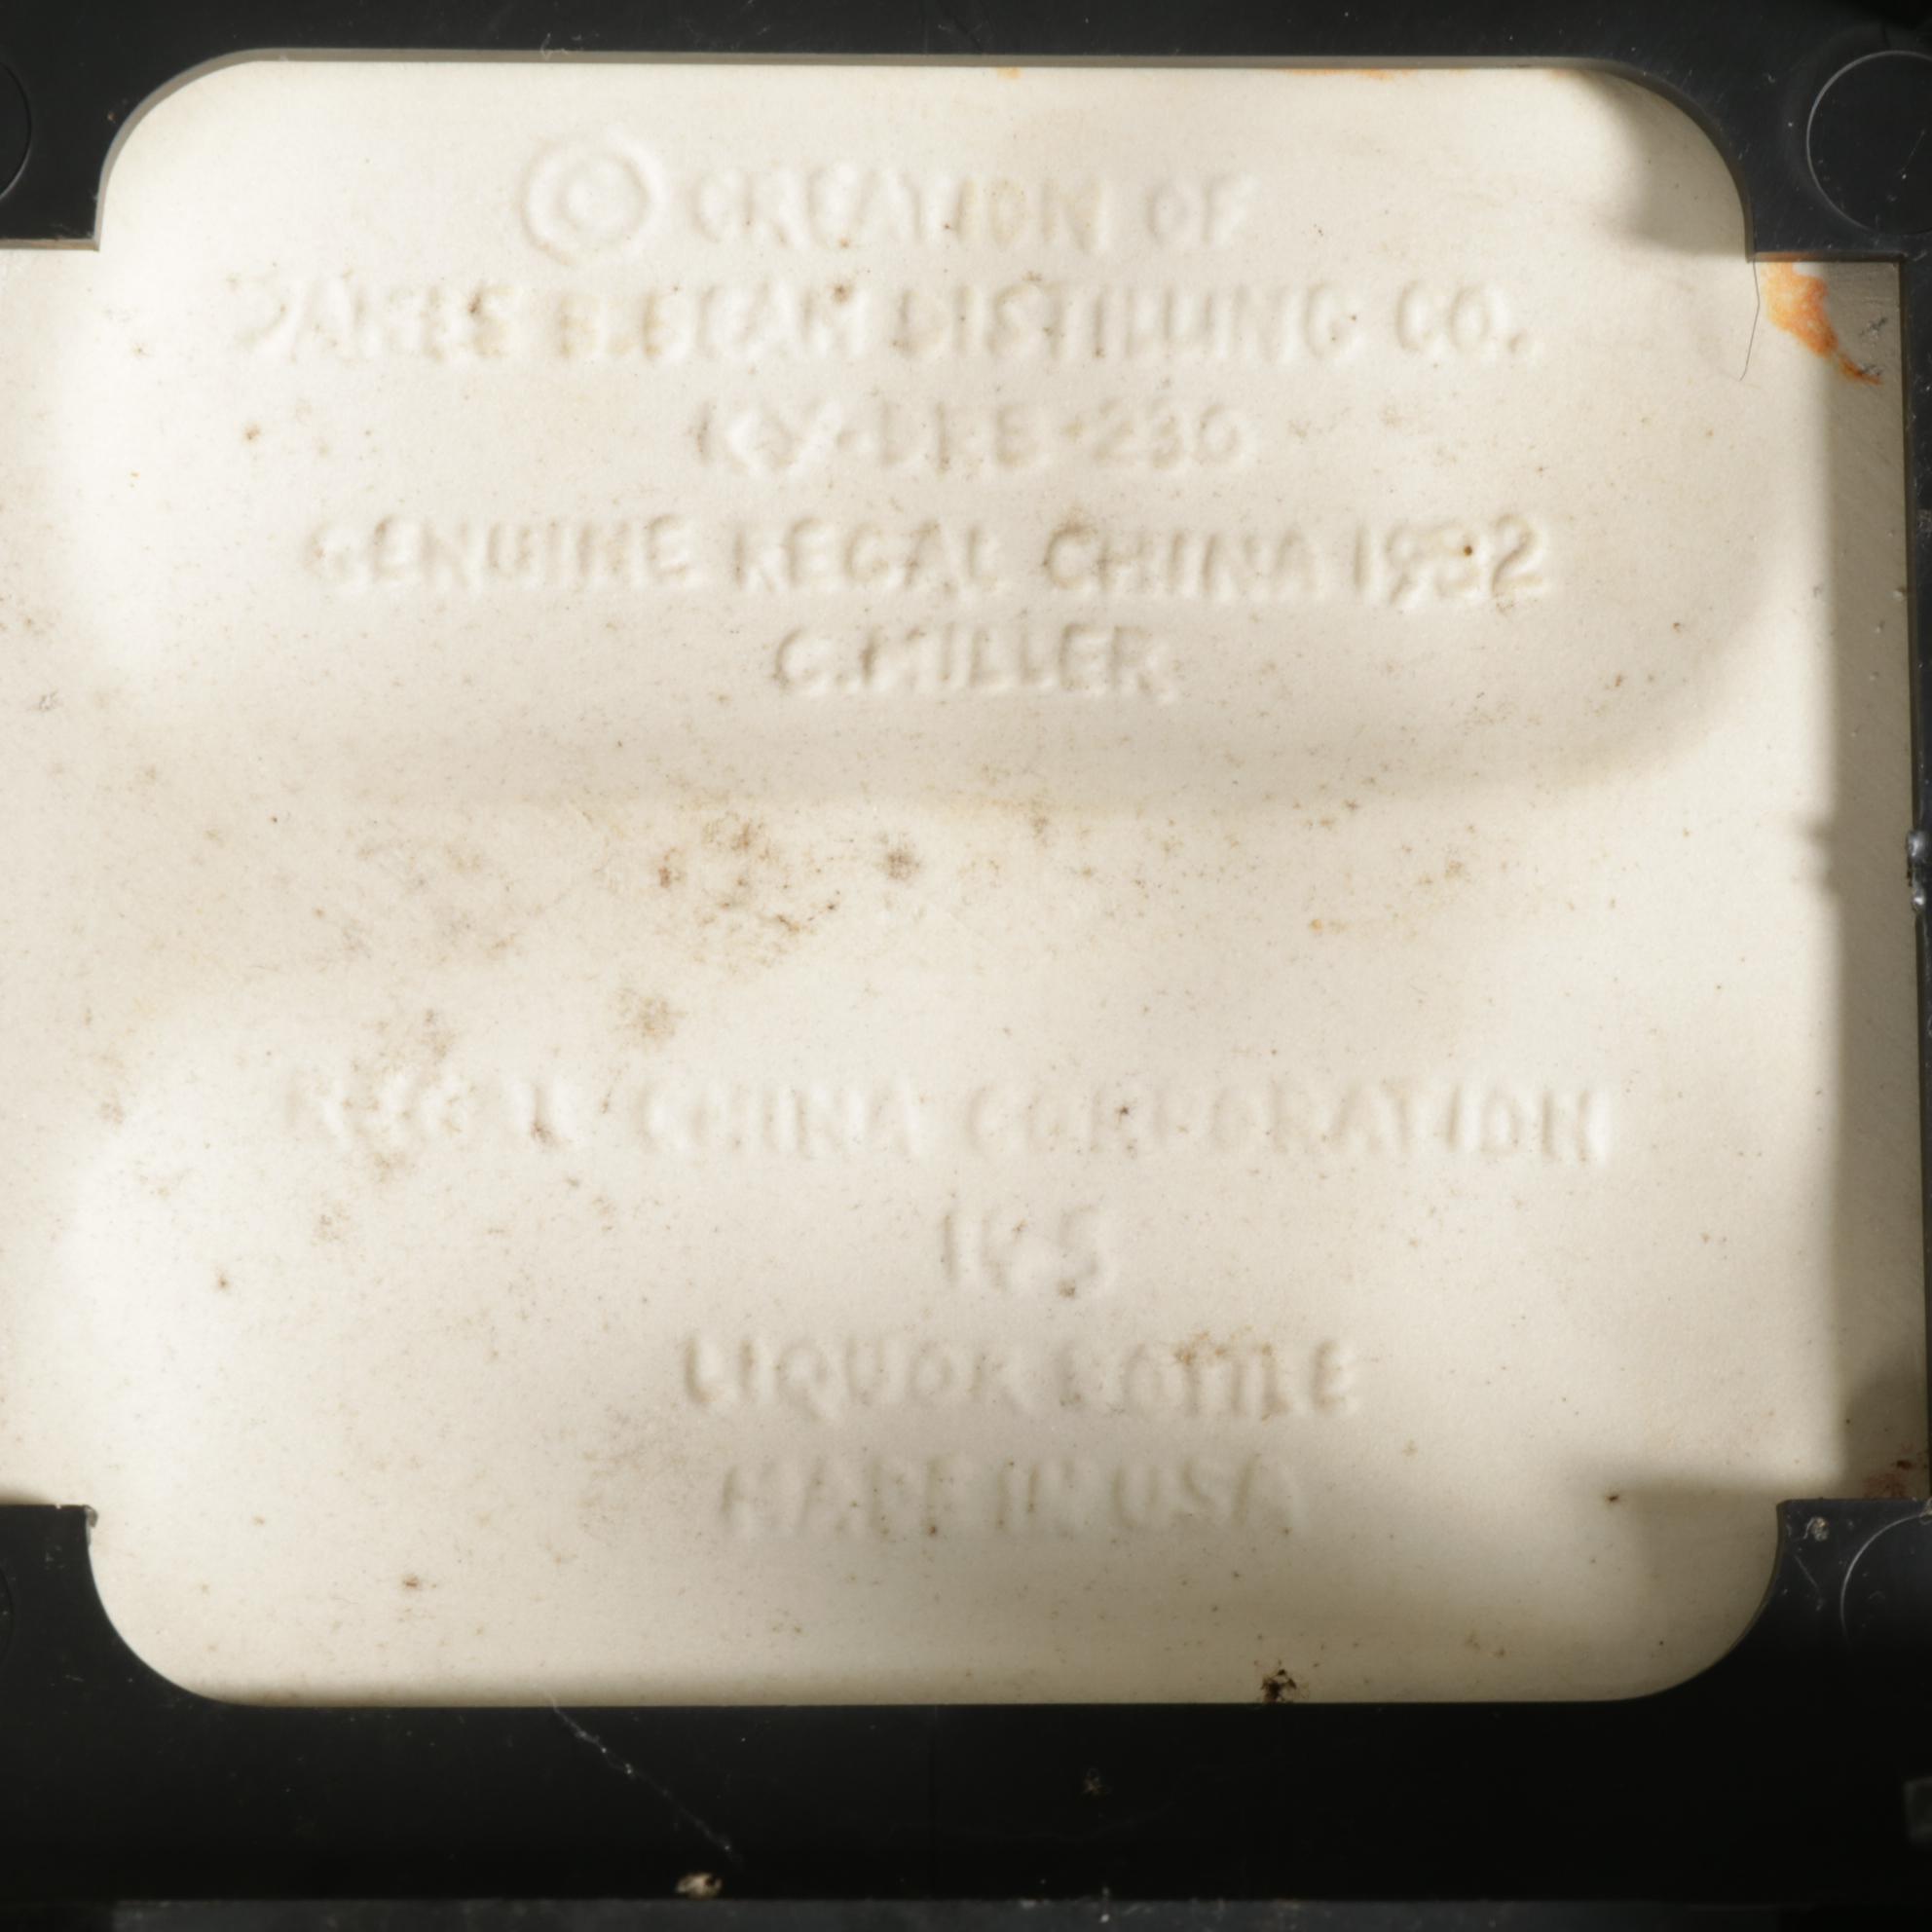 © CREATION OF
JAMES B. BEAM DISTILLING CO.
KY-DRB-230
GENUINE REGAL CHINA 1982
C. MILLER
REGAL CHINA CORPORATION
LIQUOR BOTTLE
MADE IN USA